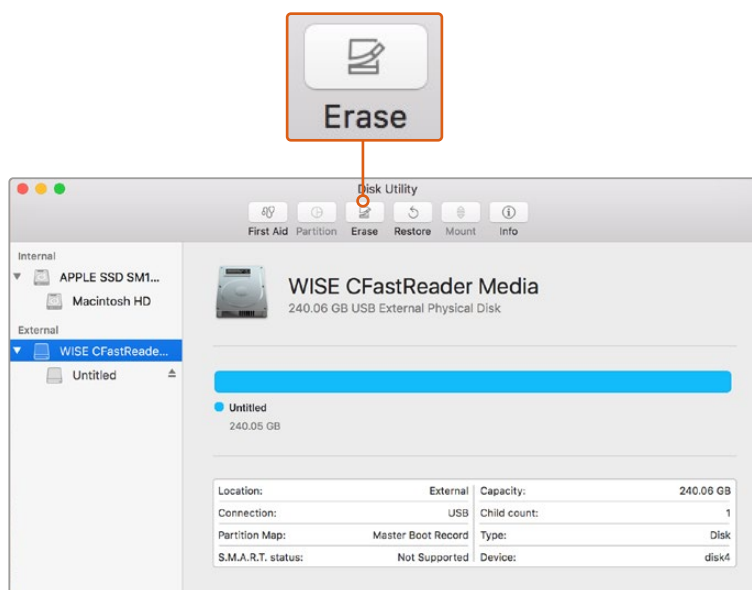 Erase
Disk Utility
First Aid Partition Erase Restore Mount Info
Internal
APPLE SSD SM1...
Macintosh HD
External
WISE CFastReade...
Untitled
WISE CFastReader Media
240.06 GB USB External Physical Disk
Untitled
240.05 GB
Location: External Capacity: 240.06 GB
Connection: USB Child count: 1
Partition Map: Master Boot Record Type: Disk
S.M.A.R.T. status: Not Supported Device: disk4